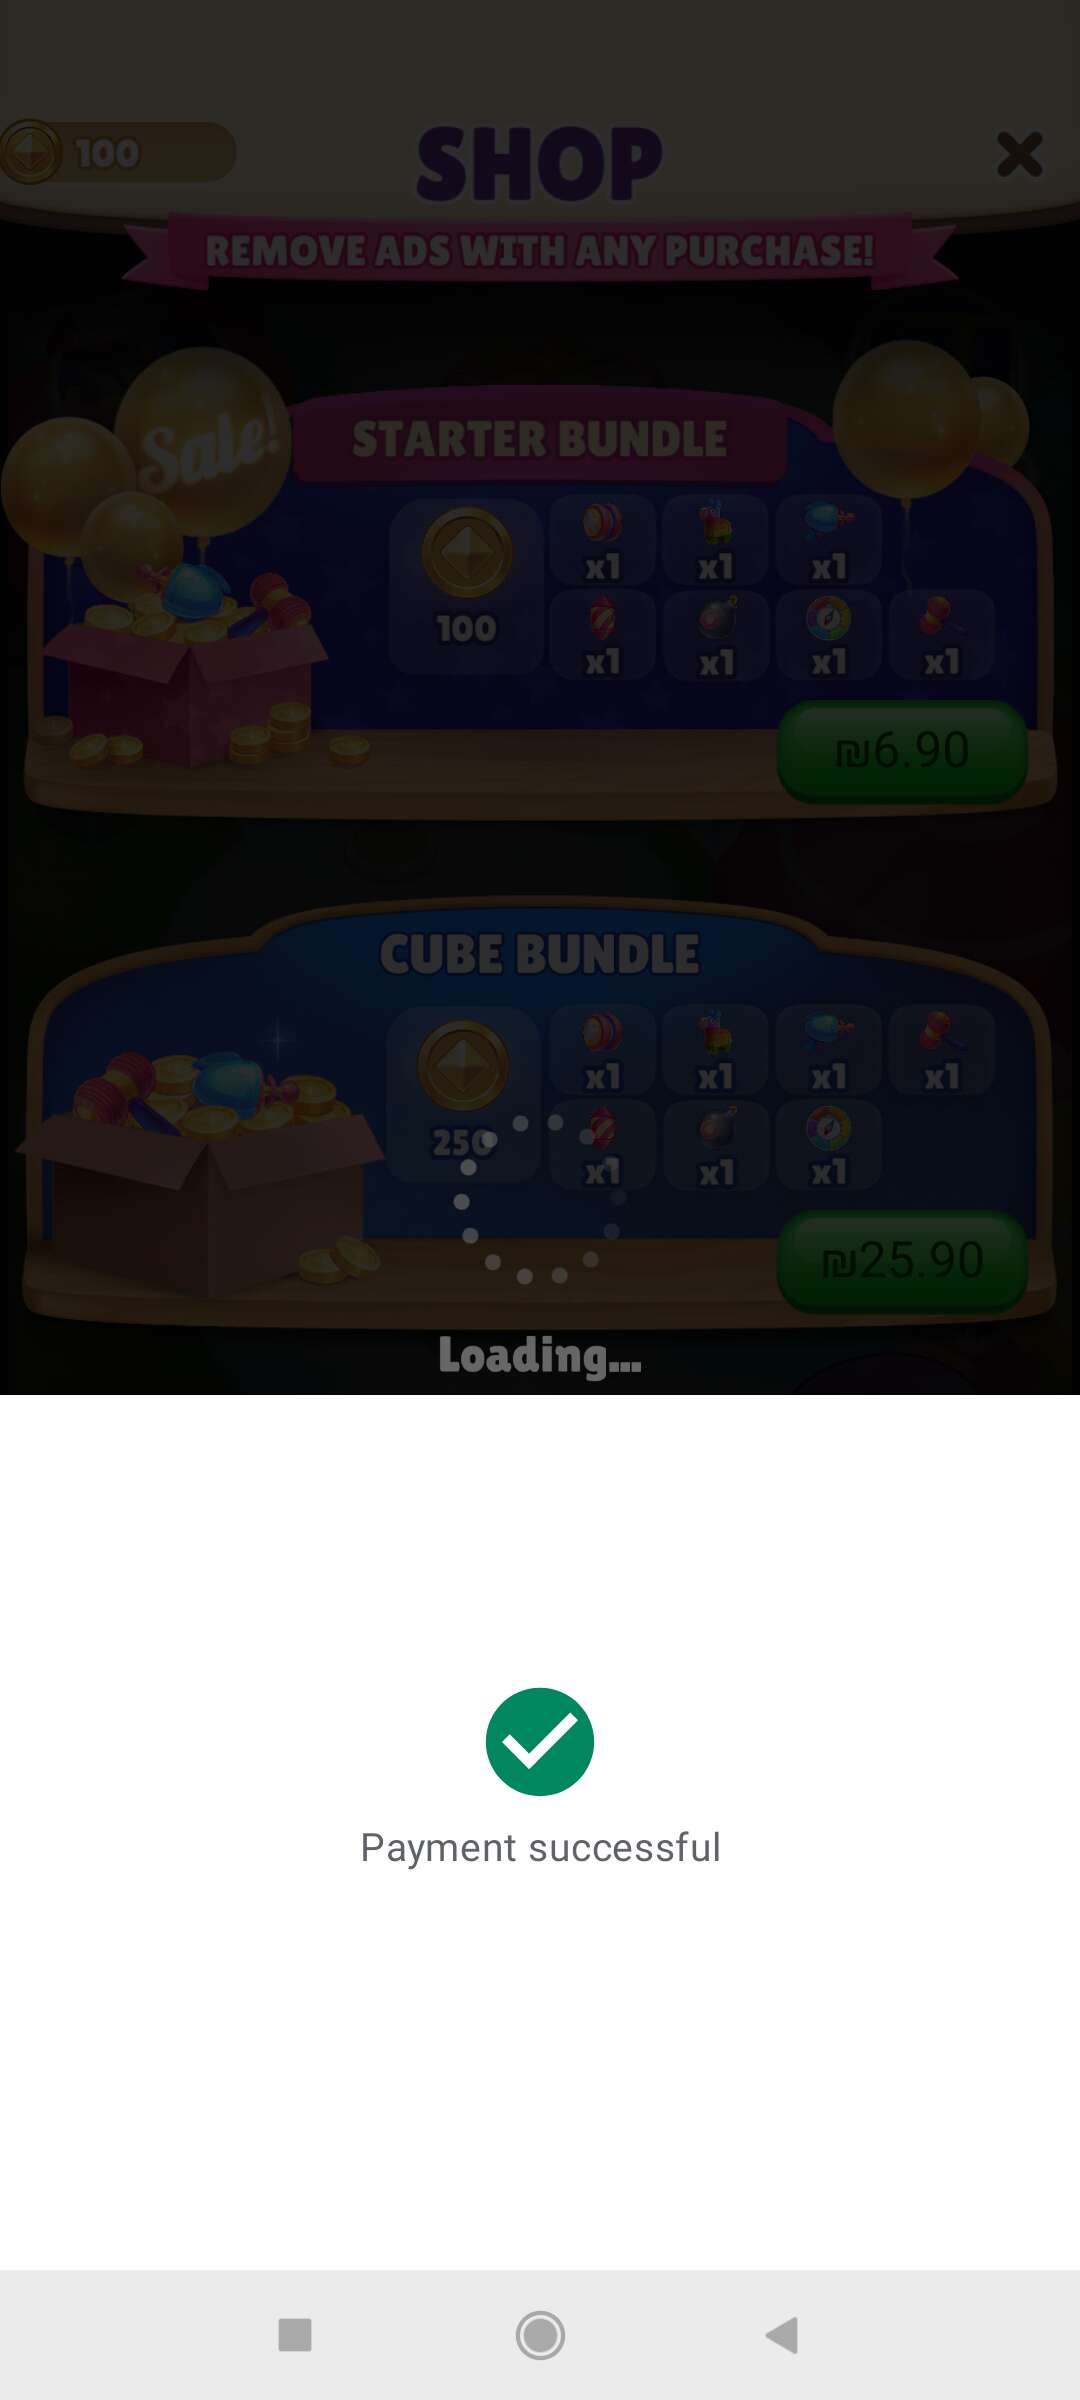 100
SHOP
REMOVE ADS WITH ANY PURCHASE!
Sale!
STARTER BUNDLE
100
x1 x1 x1
x1 x1 x1 x1
₪6.90
CUBE BUNDLE
250
x1 x1 x1 x1
x1 x1 x1
₪25.90
Loading...
Payment successful